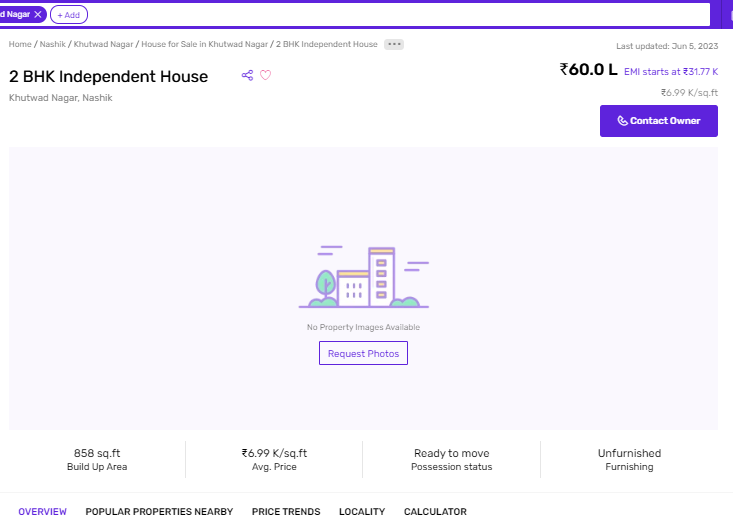 d Nagar
+ Add
Home / Nashik / Khutwad Nagar / House for Sale in Khutwad Nagar / 2 BHK Independent House
Last updated: Jun 5, 2023
2 BHK Independent House
₹60.0 L EMI starts at ₹31.77 K
Khutwad Nagar, Nashik
₹6.99 K/sq.ft
Contact Owner
No Property Images Available
Request Photos
858 sq.ft
Build Up Area
₹6.99 K/sq.ft
Avg. Price
Ready to move
Possession status
Unfurnished
Furnishing
OVERVIEW POPULAR PROPERTIES NEARBY PRICE TRENDS LOCALITY CALCULATOR